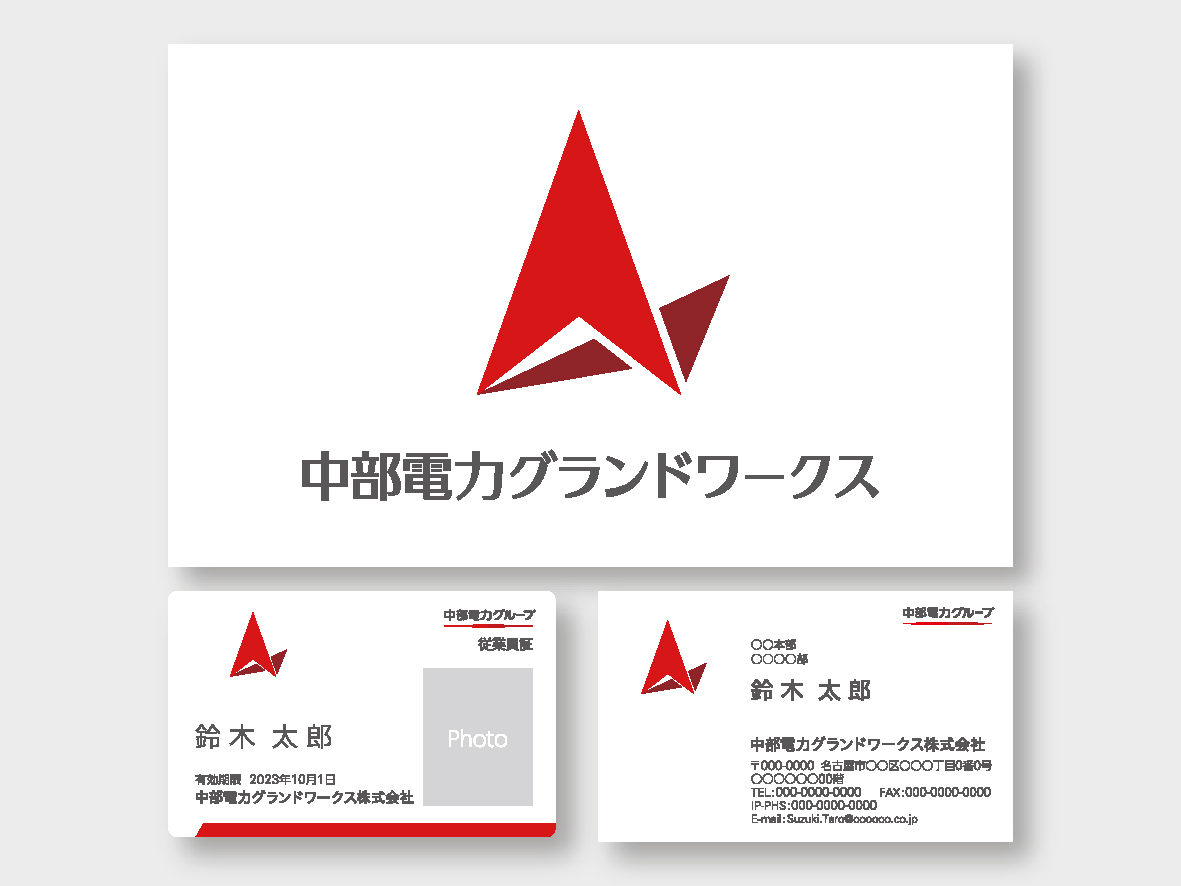 中部電力グランドワークス
中部電力グループ
従業員証
Photo
鈴木 太郎
有効期限 2023年10月1日
中部電力グランドワークス株式会社
中部電力グループ
〇〇本部
〇〇〇〇部
鈴木 太郎
中部電力グランドワークス株式会社
〒000-0000 名古屋市〇〇区〇〇〇丁目0番0号
〇〇〇〇〇〇00階
TEL:000-0000-0000 FAX:000-0000-0000
IP-PHS:000-0000-0000
E-mail:Suzuki.Taro@oooooo.co.jp